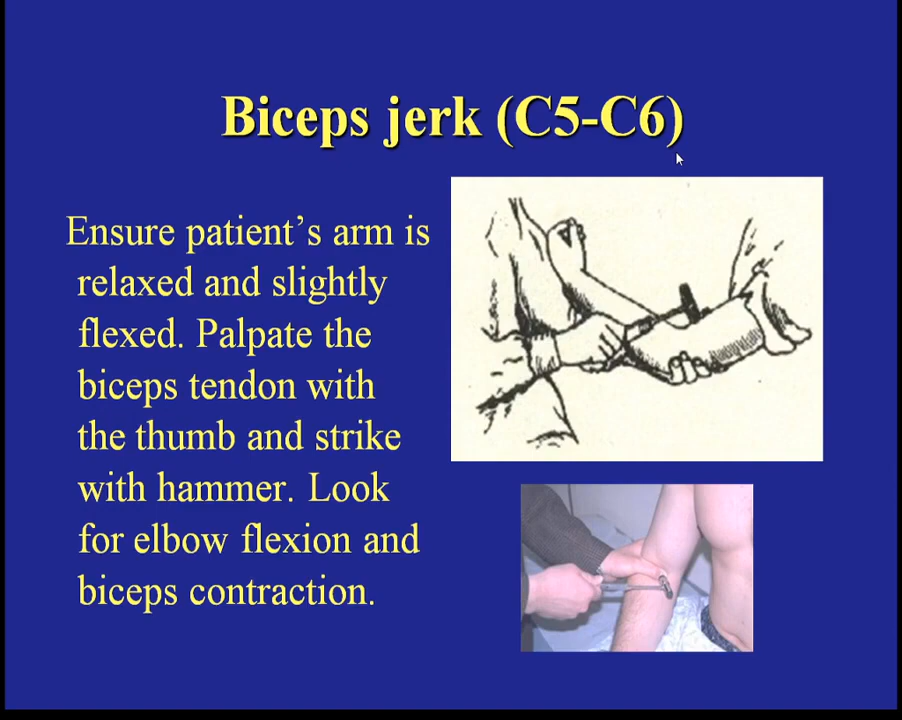 Biceps jerk (C5-C6)
Ensure patient’s arm is
relaxed and slightly
flexed. Palpate the
biceps tendon with
the thumb and strike
with hammer. Look
for elbow flexion and
biceps contraction.